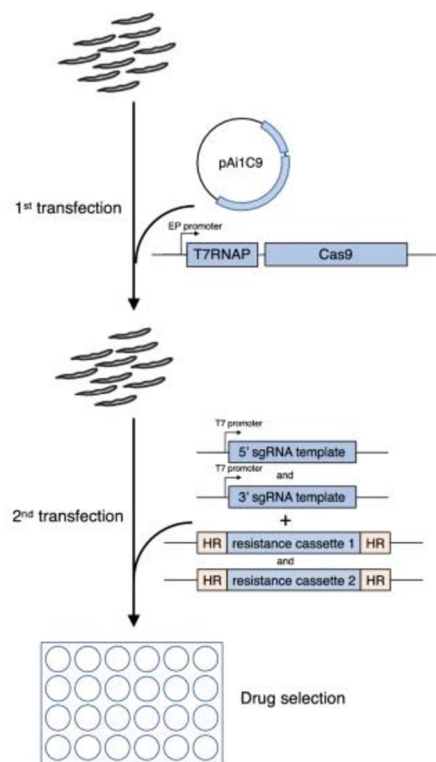 pAi1C9
1st transfection
EP promoter
T7RNAP
Cas9
T7 promoter
5' sgRNA template
T7 promoter
and
3' sgRNA template
+
2nd transfection
HR resistance cassette 1 HR
and
HR resistance cassette 2 HR
Drug selection